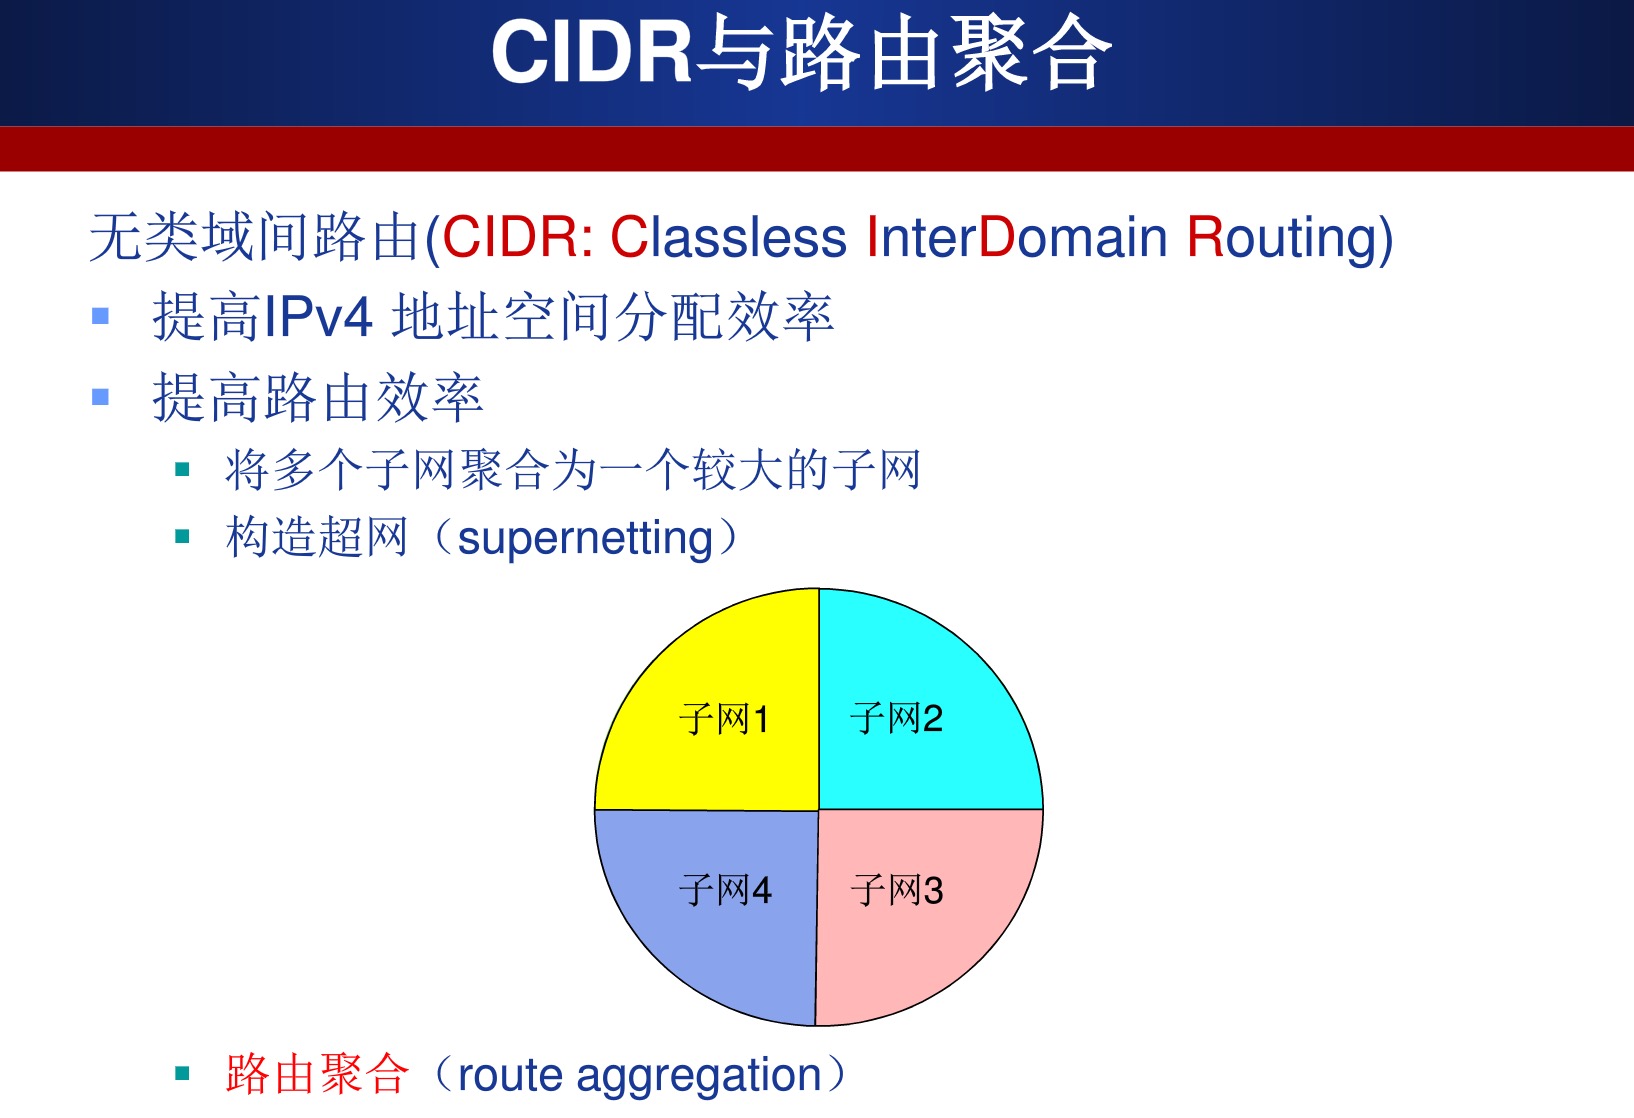 CIDR与路由聚合
无类域间路由(CIDR: Classless InterDomain Routing)
提高IPv4 地址空间分配效率
提高路由效率
将多个子网聚合为一个较大的子网
构造超网（supernetting）
子网1 子网2
子网4 子网3
路由聚合（route aggregation）